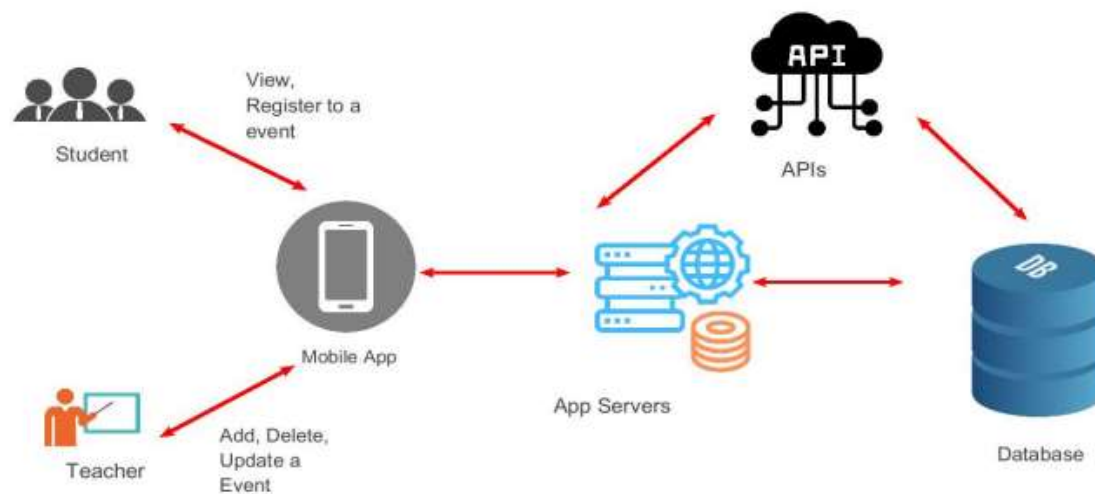 API
View,
Register to a
event
Student
APIs
DB
Mobile App
App Servers
Add, Delete,
Update a
Event
Teacher
Database